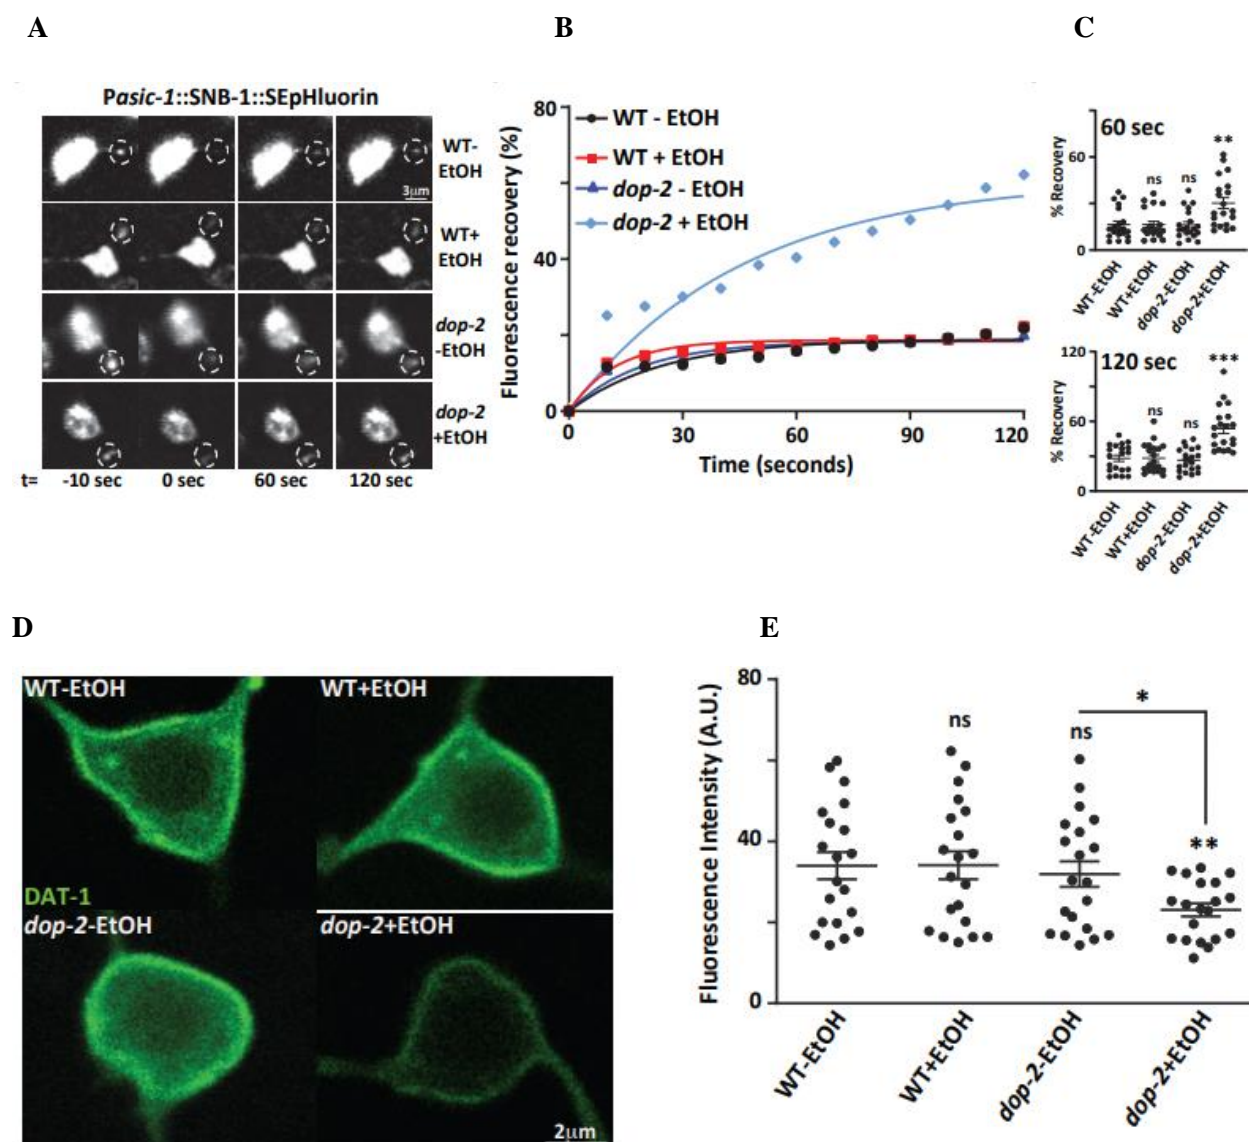 A
B
C
Pasic-1::SNB-1::SEpHluorin
WT-
EtOH
3µm
WT+
EtOH
dop-2
-EtOH
dop-2
+EtOH
t= -10 sec 0 sec 60 sec 120 sec
Fluorescence recovery (%)
80
40
0
WT - EtOH
WT + EtOH
dop-2 - EtOH
dop-2 + EtOH
0 30 60 90 120
Time (seconds)
60 sec
% Recovery
60
0
ns
ns
**
WT-EtOH
WT+EtOH
dop-2-EtOH
dop-2+EtOH
120 sec
% Recovery
120
60
0
ns
ns
***
WT-EtOH
WT+EtOH
dop-2-EtOH
dop-2+EtOH
D
E
WT-EtOH
WT+EtOH
DAT-1
dop-2-EtOH
dop-2+EtOH
2µm
Fluorescence Intensity (A.U.)
80
40
0
ns
ns
*
**
WT-EtOH
WT+EtOH
dop-2-EtOH
dop-2+EtOH